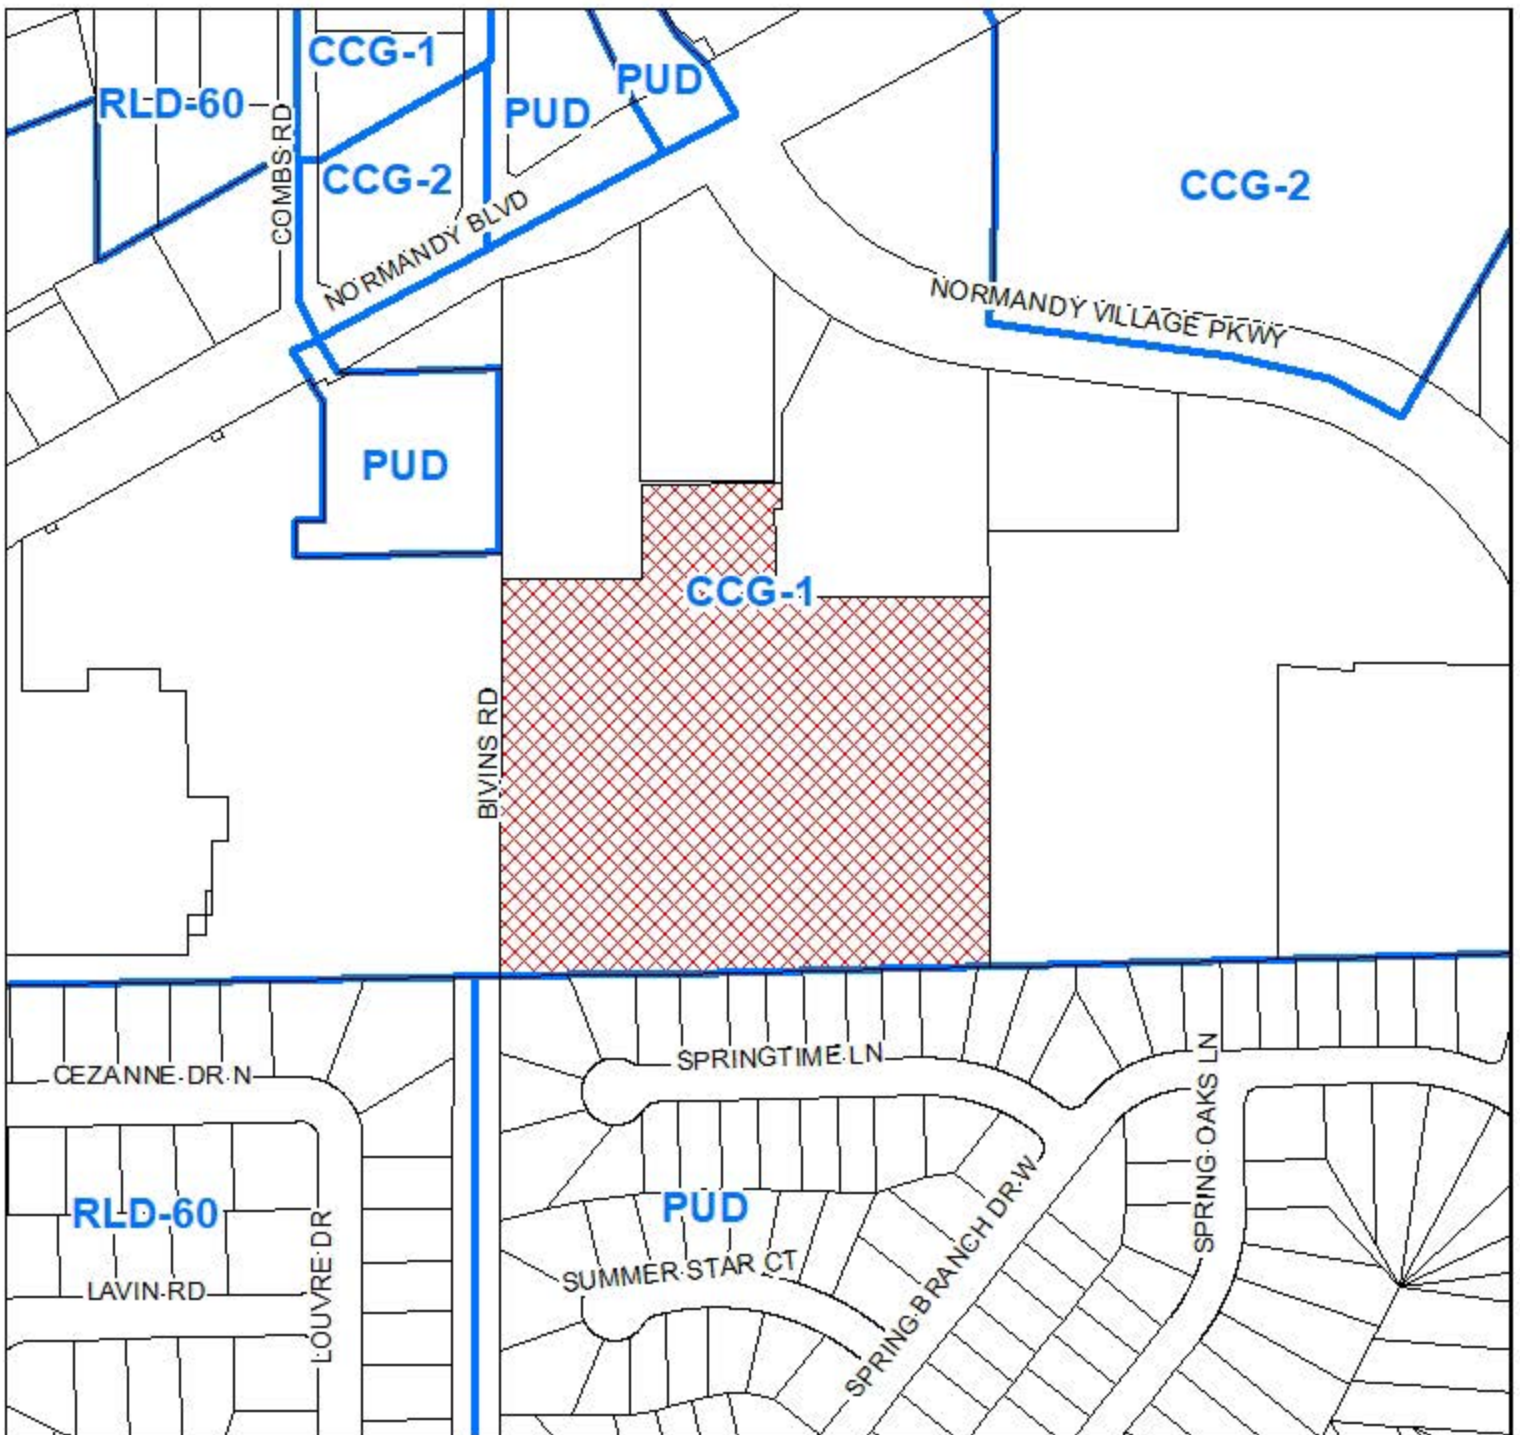 CCG-1
PUD
RLD-60
PUD
COMBS RD
CCG-2
CCG-2
NORMANDY BLVD
NORMANDY VILLAGE PKWY
PUD
CCG-1
BIVINS RD
SPRINGTIME LN
CEZANNE DR N
SPRING OAKS LN
PUD
RLD-60
SPRING BRANCH DR W
LOUVRE DR
SUMMER STAR CT
LAVIN RD